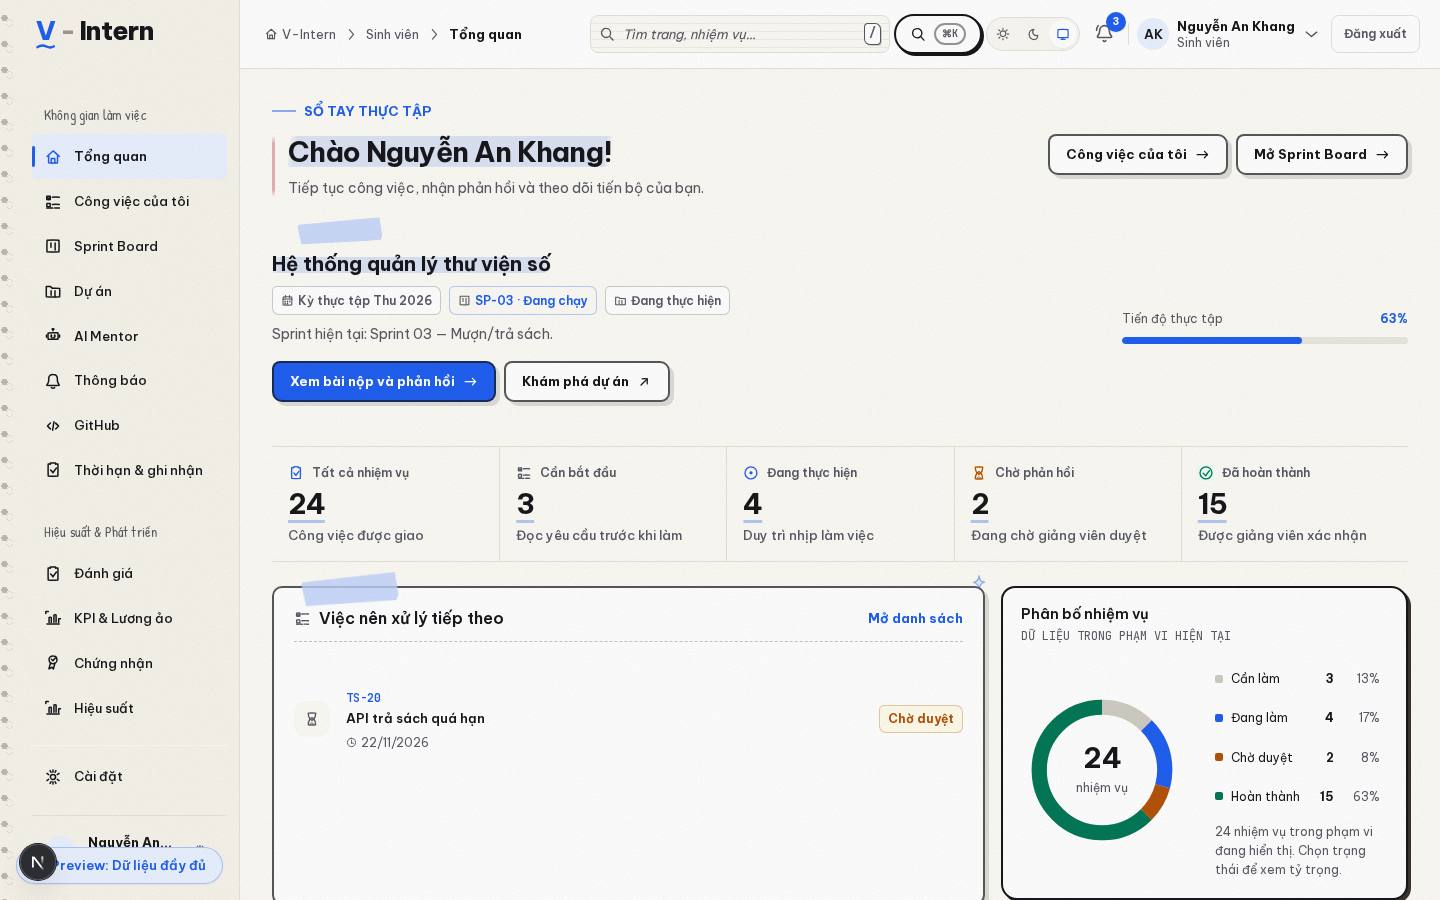 V - Intern
V-Intern > Sinh viên > Tổng quan
Tìm trang, nhiệm vụ... /
⌘K
3
AK
Nguyễn An Khang
Sinh viên
Đăng xuất
Không gian làm việc
Tổng quan
Công việc của tôi
Sprint Board
Dự án
AI Mentor
Thông báo
GitHub
Thời hạn & ghi nhận
Hiệu suất & Phát triển
Đánh giá
KPI & Lương ảo
Chứng nhận
Hiệu suất
Cài đặt
Nguyễn An...
N
Preview: Dữ liệu đầy đủ
SỔ TAY THỰC TẬP
Chào Nguyễn An Khang!
Tiếp tục công việc, nhận phản hồi và theo dõi tiến bộ của bạn.
Công việc của tôi →
Mở Sprint Board →
Hệ thống quản lý thư viện số
Kỳ thực tập Thu 2026
SP-03 · Đang chạy
Đang thực hiện
Sprint hiện tại: Sprint 03 — Mượn/trả sách.
Tiến độ thực tập 63%
Xem bài nộp và phản hồi →
Khám phá dự án ↗
Tất cả nhiệm vụ
24
Công việc được giao
Cần bắt đầu
3
Đọc yêu cầu trước khi làm
Đang thực hiện
4
Duy trì nhịp làm việc
Chờ phản hồi
2
Đang chờ giảng viên duyệt
Đã hoàn thành
15
Được giảng viên xác nhận
Việc nên xử lý tiếp theo
Mở danh sách
TS-20
API trả sách quá hạn
22/11/2026
Chờ duyệt
Phân bố nhiệm vụ
DỮ LIỆU TRONG PHẠM VI HIỆN TẠI
24
nhiệm vụ
Cần làm 3 13%
Đang làm 4 17%
Chờ duyệt 2 8%
Hoàn thành 15 63%
24 nhiệm vụ trong phạm vi
đang hiển thị. Chọn trạng
thái để xem tỷ trọng.